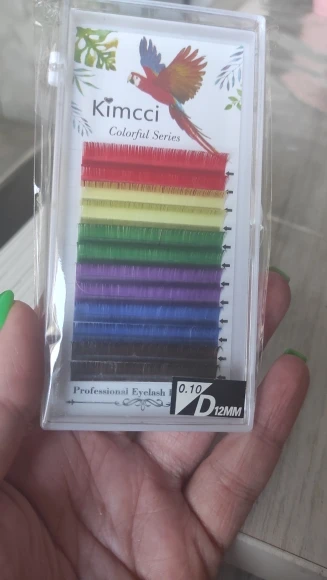 Kimcci
Colorful Series
Professional Eyelash
0.10
D 12MM